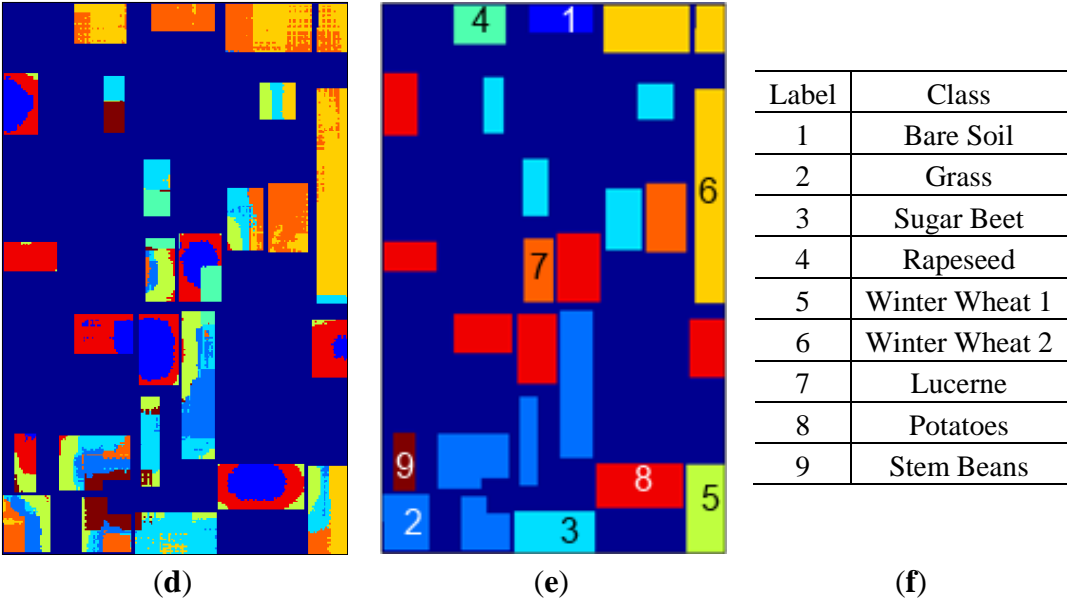 4 1
6
7
9
8
5
2
3
Label Class
1 Bare Soil
2 Grass
3 Sugar Beet
4 Rapeseed
5 Winter Wheat 1
6 Winter Wheat 2
7 Lucerne
8 Potatoes
9 Stem Beans
(d) (e) (f)